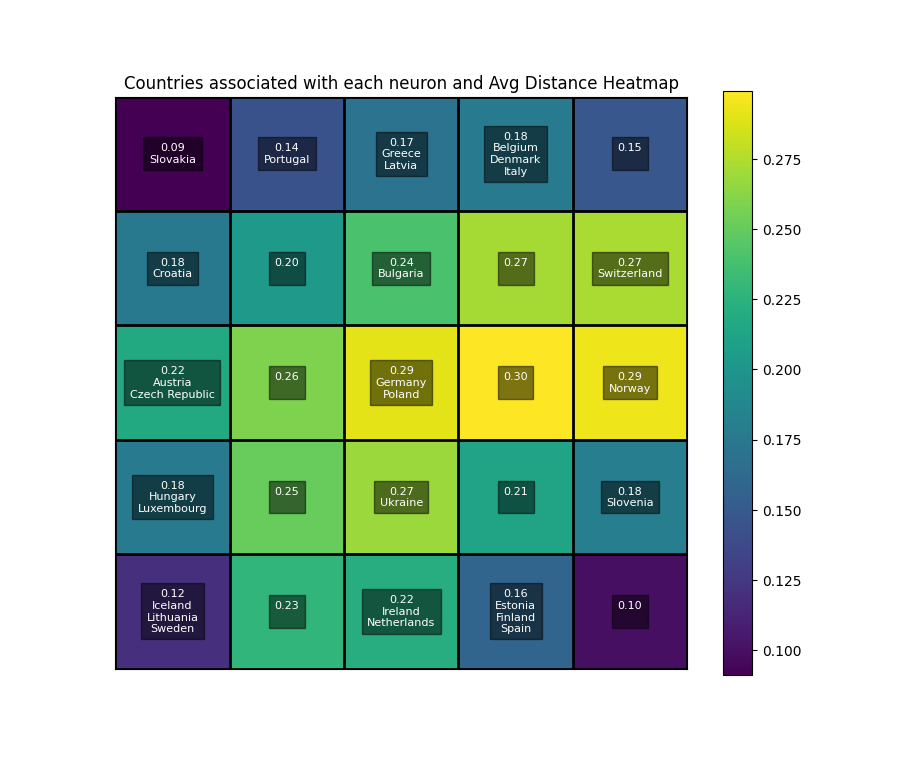 Countries associated with each neuron and Avg Distance Heatmap
0.09
Slovakia
0.14
Portugal
0.17
Greece
Latvia
0.18
Belgium
Denmark
Italy
0.15
0.18
Croatia
0.20
0.24
Bulgaria
0.27
0.27
Switzerland
0.22
Austria
Czech Republic
0.26
0.29
Germany
Poland
0.30
0.29
Norway
0.18
Hungary
Luxembourg
0.25
0.27
Ukraine
0.21
0.18
Slovenia
0.12
Iceland
Lithuania
Sweden
0.23
0.22
Ireland
Netherlands
0.16
Estonia
Finland
Spain
0.10
0.275
0.250
0.225
0.200
0.175
0.150
0.125
0.100